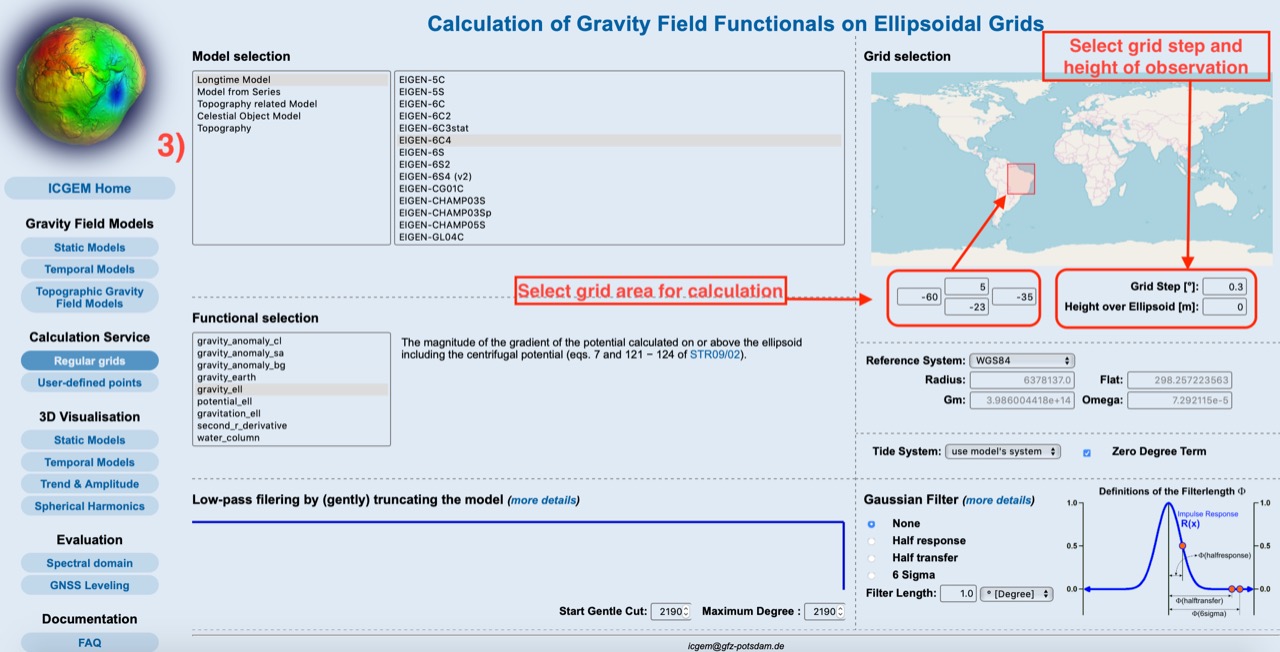 Calculation of Gravity Field Functionals on Ellipsoidal Grids
3)
ICGEM Home
Gravity Field Models
Static Models
Temporal Models
Topographic Gravity
Field Models
Calculation Service
Regular grids
User-defined points
3D Visualisation
Static Models
Temporal Models
Trend & Amplitude
Spherical Harmonics
Evaluation
Spectral domain
GNSS Leveling
Documentation
FAQ
Model selection
Longtime Model
Model from Series
Topography related Model
Celestial Object Model
Topography
EIGEN-5C
EIGEN-5S
EIGEN-6C
EIGEN-6C2
EIGEN-6C3stat
EIGEN-6C4
EIGEN-6S
EIGEN-6S2
EIGEN-6S4 (v2)
EIGEN-CG01C
EIGEN-CHAMP03S
EIGEN-CHAMP03Sp
EIGEN-CHAMP05S
EIGEN-GL04C
Select grid area for calculation
Functional selection
gravity_anomaly_cl
gravity_anomaly_sa
gravity_anomaly_bg
gravity_earth
gravity_ell
potential_ell
gravitation_ell
second_r_derivative
water_column
The magnitude of the gradient of the potential calculated on or above the ellipsoid
including the centrifugal potential (eqs. 7 and 121 − 124 of STR09/02).
Low-pass filering by (gently) truncating the model (more details)
Start Gentle Cut: 2190 Maximum Degree : 2190
Grid selection
Select grid step and
height of observation
5
-60 -35
-23
Grid Step [°]: 0.3
Height over Ellipsoid [m]: 0
Reference System: WGS84
Radius: 6378137.0 Flat: 298.257223563
Gm: 3.986004418e+14 Omega: 7.292115e-5
Tide System: use model's system Zero Degree Term
Gaussian Filter (more details)
None
Half response
Half transfer
6 Sigma
Filter Length: 1.0 ° [Degree]
Definitions of the Filterlength Φ
1.0 1.0
Impulse Response
R(x)
0.5 0.5
Φ(halfresponse)
0.0 0.0
Φ(halftransfer)
Φ(6sigma)
icgem@gfz-potsdam.de